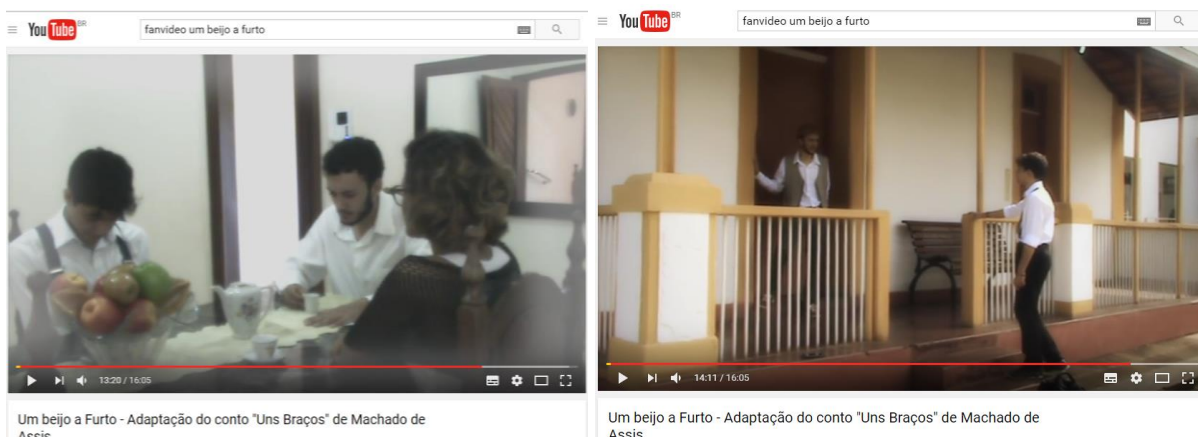 YouTube BR
fanvideo um beijo a furto
13:20 / 16:05
Um beijo a Furto - Adaptação do conto "Uns Braços" de Machado de
Assis
YouTube BR
fanvideo um beijo a furto
14:11 / 16:05
Um beijo a Furto - Adaptação do conto "Uns Braços" de Machado de
Assis